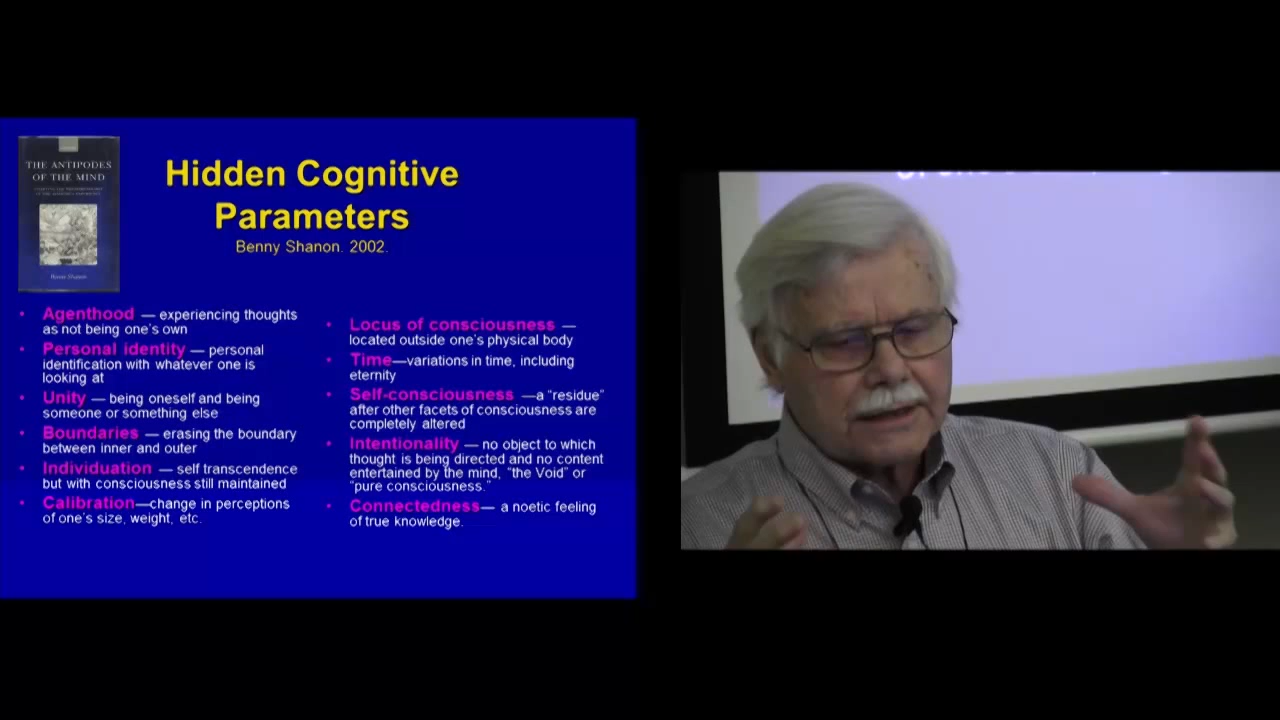 THE ANTIPODES
OF THE MIND
Benny Shanon
Hidden Cognitive
Parameters
Benny Shanon. 2002.
• Agenthood — experiencing thoughts
as not being one's own
• Personal identity — personal
identification with whatever one is
looking at
• Unity — being oneself and being
someone or something else
• Boundaries — erasing the boundary
between inner and outer
• Individuation — self transcendence
but with consciousness still maintained
• Calibration—change in perceptions
of one's size, weight, etc.
• Locus of consciousness —
located outside one's physical body
• Time—variations in time, including
eternity
• Self-consciousness —a "residue"
after other facets of consciousness are
completely altered
• Intentionality — no object to which
thought is being directed and no content
entertained by the mind, "the Void" or
"pure consciousness."
• Connectedness— a noetic feeling
of true knowledge.